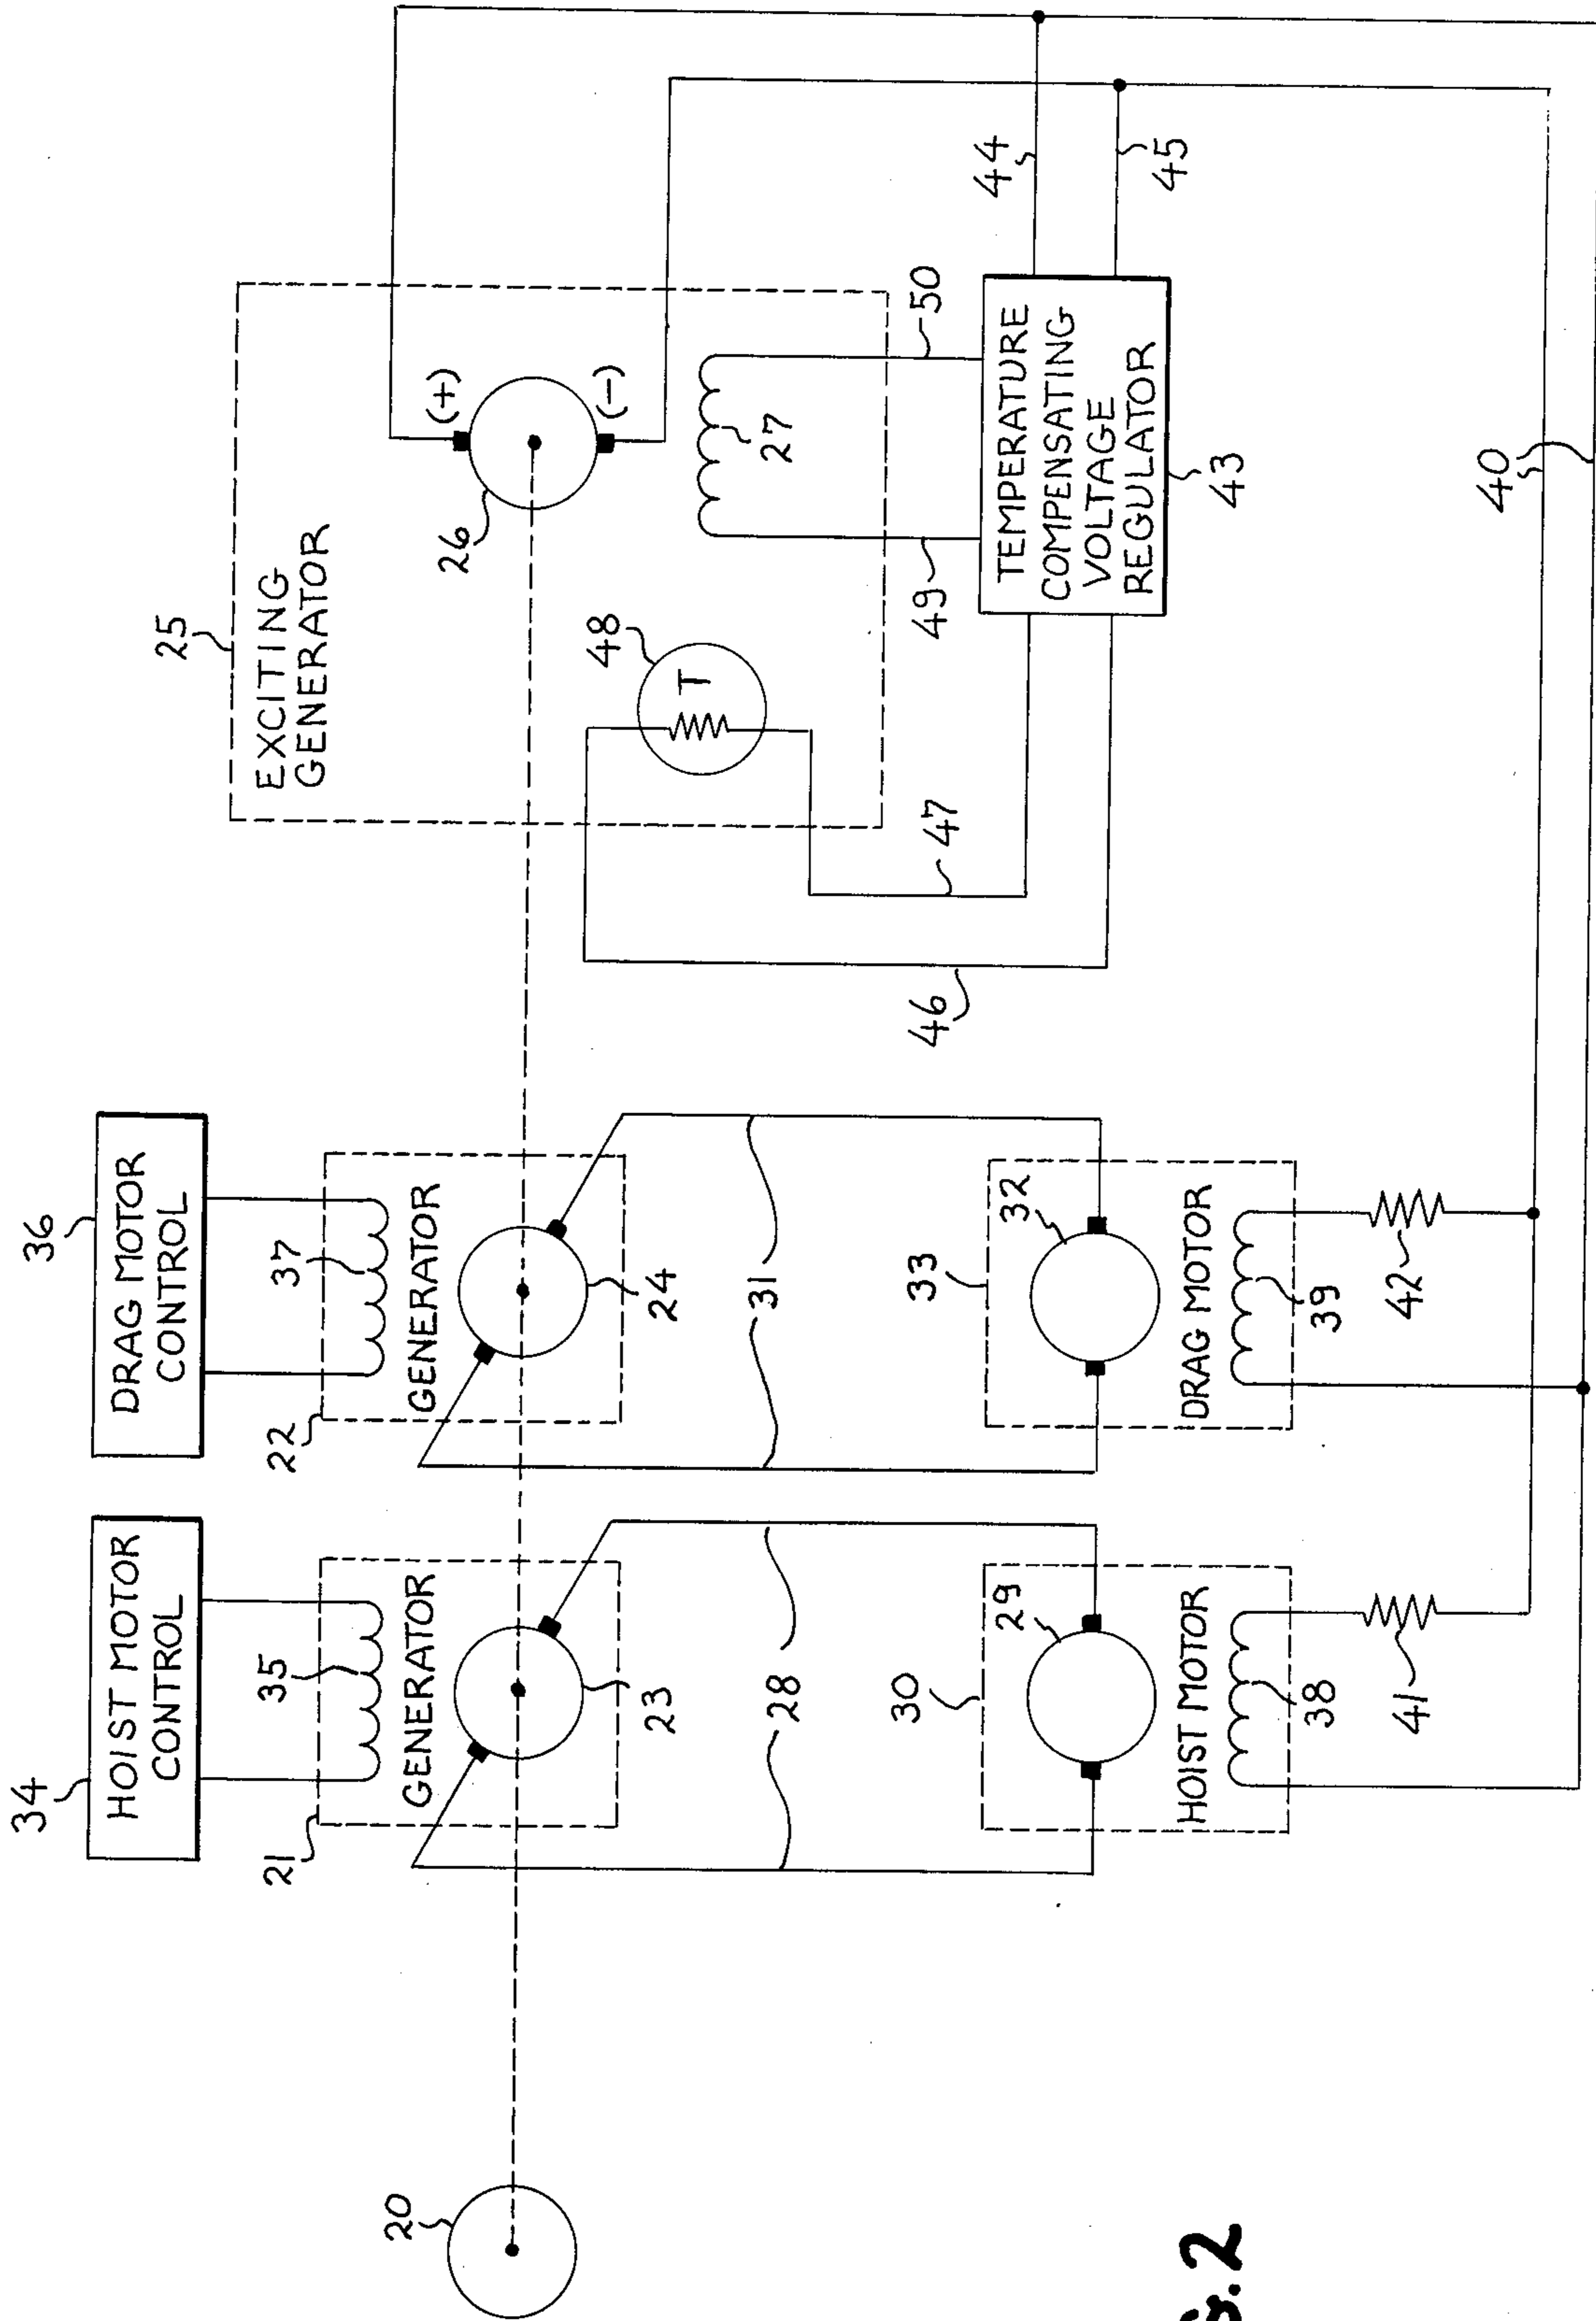 34
HOIST MOTOR
CONTROL
36
DRAG MOTOR
CONTROL
25
EXCITING
GENERATOR
21
35
GENERATOR
23
22
37
GENERATOR
24
20
26
(+)
(-)
48
T
27
28
31
46
47
49
50
44
45
TEMPERATURE
COMPENSATING
VOLTAGE
REGULATOR
43
30
29
HOIST MOTOR
38
33
32
DRAG MOTOR
39
41
42
40